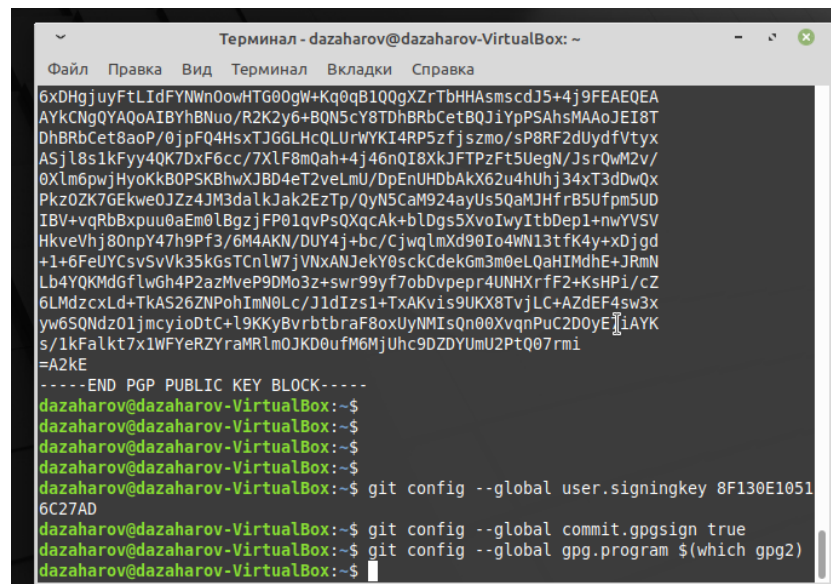 Терминал - dazaharov@dazaharov-VirtualBox: ~
Файл Правка Вид Терминал Вкладки Справка
6xDHgjuyFtLIdFYNWnOowHTG0OgW+Kq0qB1QQgXZrTbHHAsmscdJ5+4j9FEAEQEA
AYkCNgQYAQoAIBYhBNuo/R2K2y6+BQN5cY8TDhBRbCetBQJiYpPSAhsMAAoJEI8T
DhBRbCet8aoP/0jpFQ4HsxTJGGLHcQLUrWYKI4RP5zfjszmo/sP8RF2dUydfVtyx
ASjl8s1kFyy4QK7DxF6cc/7XlF8mQah+4j46nQI8XkJFTPzFt5UegN/JsrQwM2v/
0Xlm6pwjHyoKkBOPSKBhwXJBD4eT2veLmU/DpEnUHDbAkX62u4hUhj34xT3dDwQx
PkzOZK7GEkweOJZz4JM3dalkJak2EzTp/QyN5CaM924ayUs5QaMJHfrB5Ufpm5UD
IBV+vqRbBxpuu0aEm0lBgzjFP01qvPsQXqcAk+blDgs5XvoIwyItbDep1+nwYVSV
HkveVhj8OnpY47h9Pf3/6M4AKN/DUY4j+bc/CjwqlmXd90Io4WN13tfK4y+xDjgd
+1+6FeUYCsvSvVk35kGsTCnlW7jVNxANJekY0sckCdekGm3m0eLQaHIMdhE+JRmN
Lb4YQKMdGflwGh4P2azMveP9DMo3z+swr99yf7obDvpepr4UNHXrfF2+KsHPi/cZ
6LMdzcxLd+TkAS26ZNPohImN0Lc/J1dIzs1+TxAKvis9UKX8TvjLC+AZdEF4sw3x
s/1kFalkt7x1WFYeRZYraMRlmOJKD0ufM6MjUhc9DZDYUmU2PtQ07rmi
=A2kE
-----END PGP PUBLIC KEY BLOCK-----
dazaharov@dazaharov-VirtualBox:~$
dazaharov@dazaharov-VirtualBox:~$
dazaharov@dazaharov-VirtualBox:~$
dazaharov@dazaharov-VirtualBox:~$
dazaharov@dazaharov-VirtualBox:~$ git config --global user.signingkey 8F130E1051
6C27AD
dazaharov@dazaharov-VirtualBox:~$ git config --global commit.gpgsign true
dazaharov@dazaharov-VirtualBox:~$ git config --global gpg.program $(which gpg2)
dazaharov@dazaharov-VirtualBox:~$